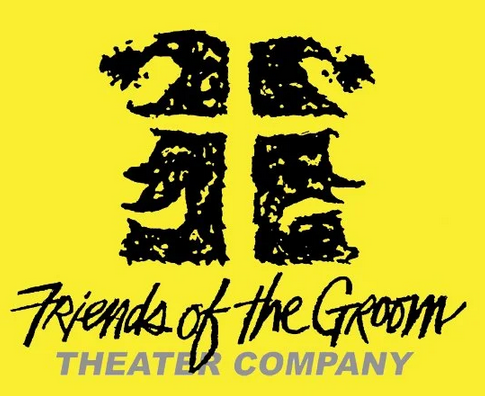 Friends of the Groom
THEATER COMPANY